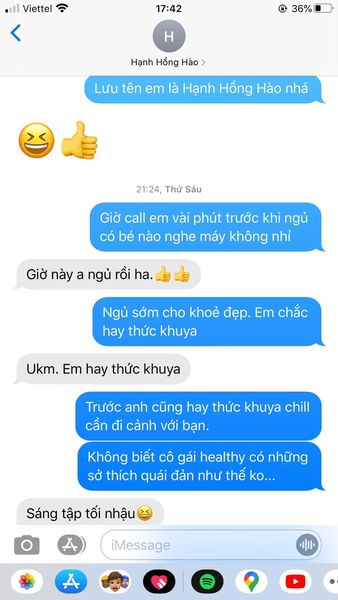 Viettel
17:42
36%
H
Hạnh Hồng Hào
Lưu tên em là Hạnh Hồng Hào nhá
21:24, Thứ Sáu
Giờ call em vài phút trước khi ngủ
có bé nào nghe máy không nhỉ
Giờ này a ngủ rồi ha.
Ngủ sớm cho khoẻ đẹp. Em chắc
hay thức khuya
Ukm. Em hay thức khuya
Trước anh cũng hay thức khuya chill
cần đi cảnh với bạn.
Không biết cô gái healthy có những
sở thích quái đản như thế ko...
Sáng tập tối nhậu
iMessage